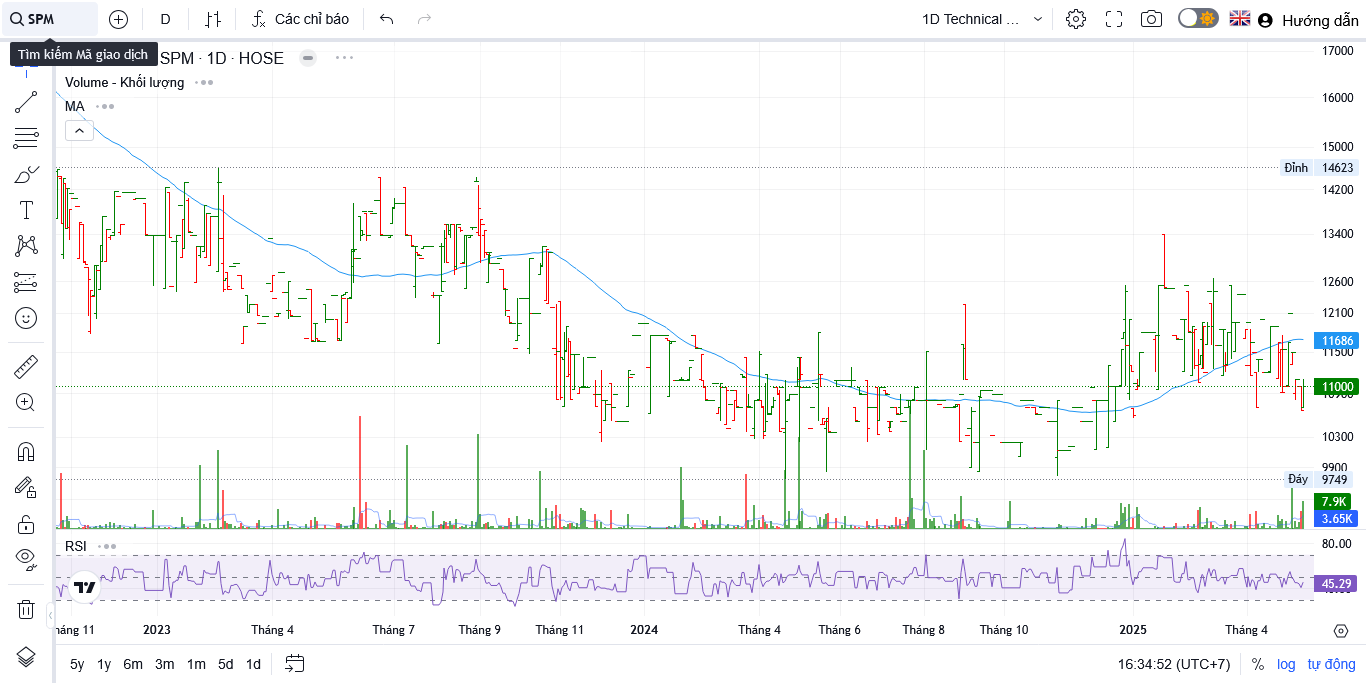 SPM
D
Các chỉ báo
1D Technical ...
Hướng dẫn
Tìm kiếm Mã giao dịch
SPM · 1D · HOSE
Volume - Khối lượng
MA
17000
16000
15000
Đỉnh 14623
14200
13400
12600
12100
11686
11500
11000
10300
9900
Đáy 9749
7.9K
3.65K
RSI
80.00
45.29
háng 11 2023 Tháng 4 Tháng 7 Tháng 9 Tháng 11 2024 Tháng 4 Tháng 6 Tháng 8 Tháng 10 2025 Tháng 4
5y 1y 6m 3m 1m 5d 1d
16:34:52 (UTC+7) % log tự động